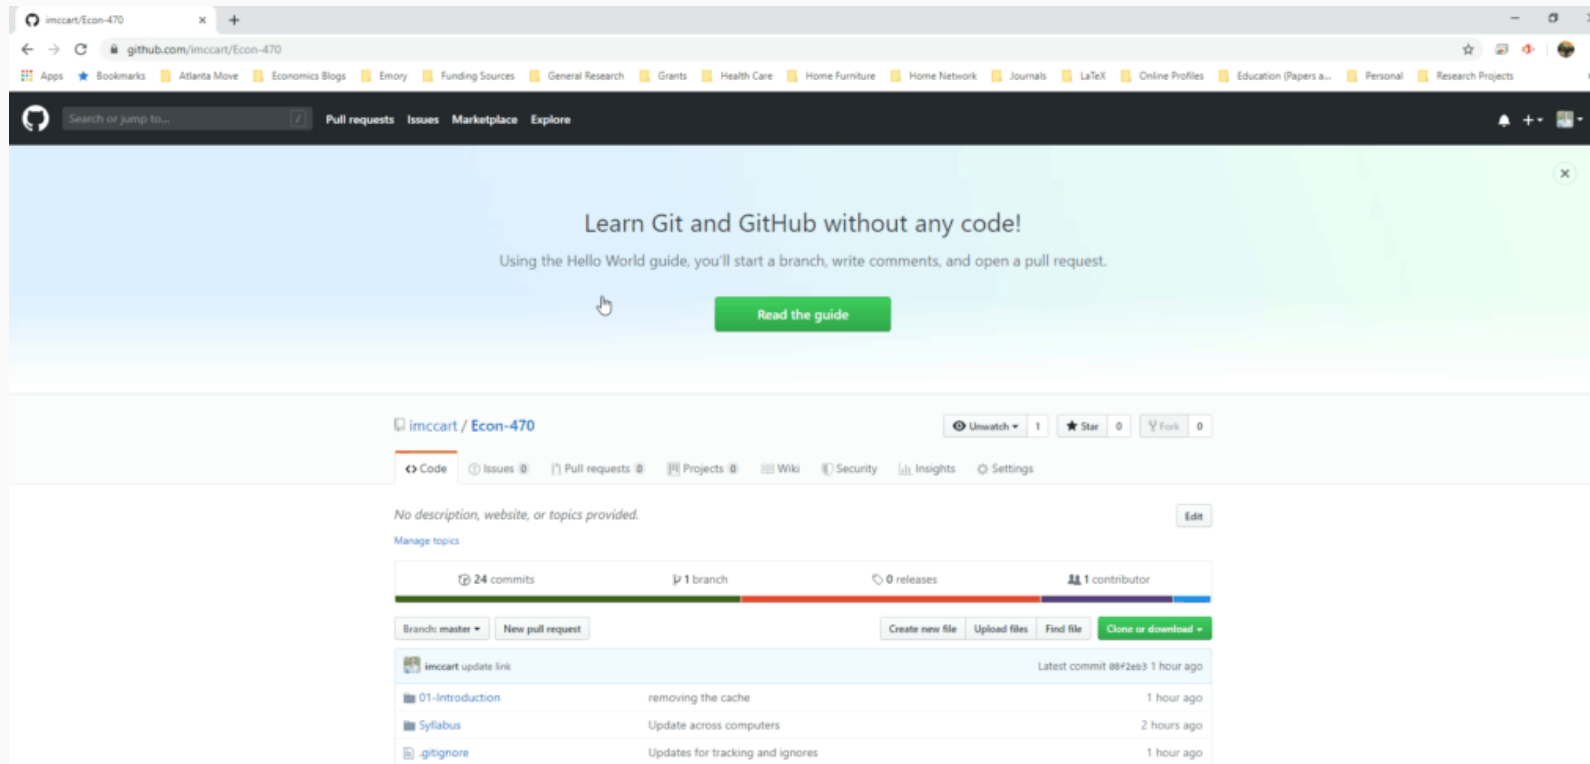 imccart/Econ-470
github.com/imccart/Econ-470
Apps Bookmarks Atlanta Move Economics Blogs Emory Funding Sources General Research Grants Health Care Home Furniture Home Network Journals LaTeX Online Profiles Education (Papers a... Personal Research Projects
Search or jump to... / Pull requests Issues Marketplace Explore
Learn Git and GitHub without any code!
Using the Hello World guide, you'll start a branch, write comments, and open a pull request.
Read the guide
imccart / Econ-470 Unwatch 1 Star 0 Fork 0
Code Issues 0 Pull requests 0 Projects 0 Wiki Security Insights Settings
No description, website, or topics provided. Edit
Manage topics
24 commits 1 branch 0 releases 1 contributor
Branch: master New pull request Create new file Upload files Find file Clone or download
imccart update link Latest commit 08f2eb3 1 hour ago
01-Introduction removing the cache 1 hour ago
Syllabus Update across computers 2 hours ago
.gitignore Updates for tracking and ignores 1 hour ago